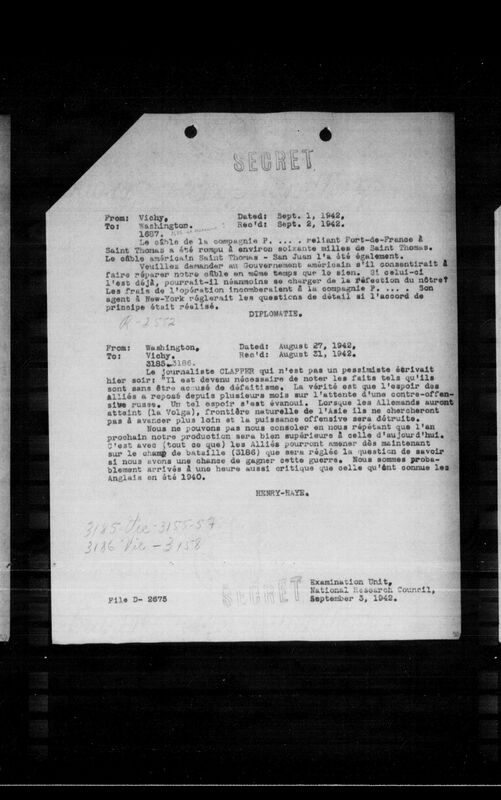 SECRET
From: Vichy. Dated: Sept. 1, 1942.
To: Washington. : Rec'd: Sept. 2, 1942.
1687.
Le câble de la compagnie F. . . . reliant Fort-de-France à
Saint Thomas a été rompu à environ soixante milles de Saint Thomas.
Le câble américain Saint Thomas - San Juan l'a été également.
Veuillez demander au Gouvernement américain s'il consentirait à
faire réparer notre câble en même temps que le sien. Si celui-ci
l'est déjà, pourrait-il néanmoins se charger de la réfection du nôtre?
Les frais de l'opération incomberaient à la compagnie F. . . . Son
agent à New-York réglerait les questions de détail si l'accord de
principe était réalisé.
DIPLOMATIE.
R-2552
From: Washington. Dated: August 27, 1942.
To: Vichy. Rec'd: August 31, 1942.
3185-3186.
Le journaliste CLAPPER qui n'est pas un pessimiste écrivait
hier soir: "Il est devenu nécessaire de noter les faits tels qu'ils
sont sans être accusé de défaitisme. La vérité est que l'espoir des
alliés a reposé depuis plusieurs mois sur l'attente d'une contre-offen-
sive russe. Un tel espoir s'est évanoui. Lorsque les Allemands auront
atteint (la Volga), frontière naturelle de l'Asie ils ne chercheront
pas à avancer plus loin et la puissance offensive sera détruite.
Nous ne pouvons pas nous consoler en nous répétant que l'an
prochain notre production sera bien supérieure à celle d'aujourd'hui.
C'est avec (tout ce que) les Alliés pourront amener dès maintenant
sur le champ de bataille (3186) que sera réglée la question de savoir
si nous avons une chance de gagner cette guerre. Nous sommes proba-
blement arrivés à une heure aussi critique que celle qu'ont connue les
Anglais en été 1940.
HENRY-HAYE.
3185 - 3155-57
3186 - 3158
SECRET
Examination Unit,
National Research Council,
File D- 2675 September 3, 1942.